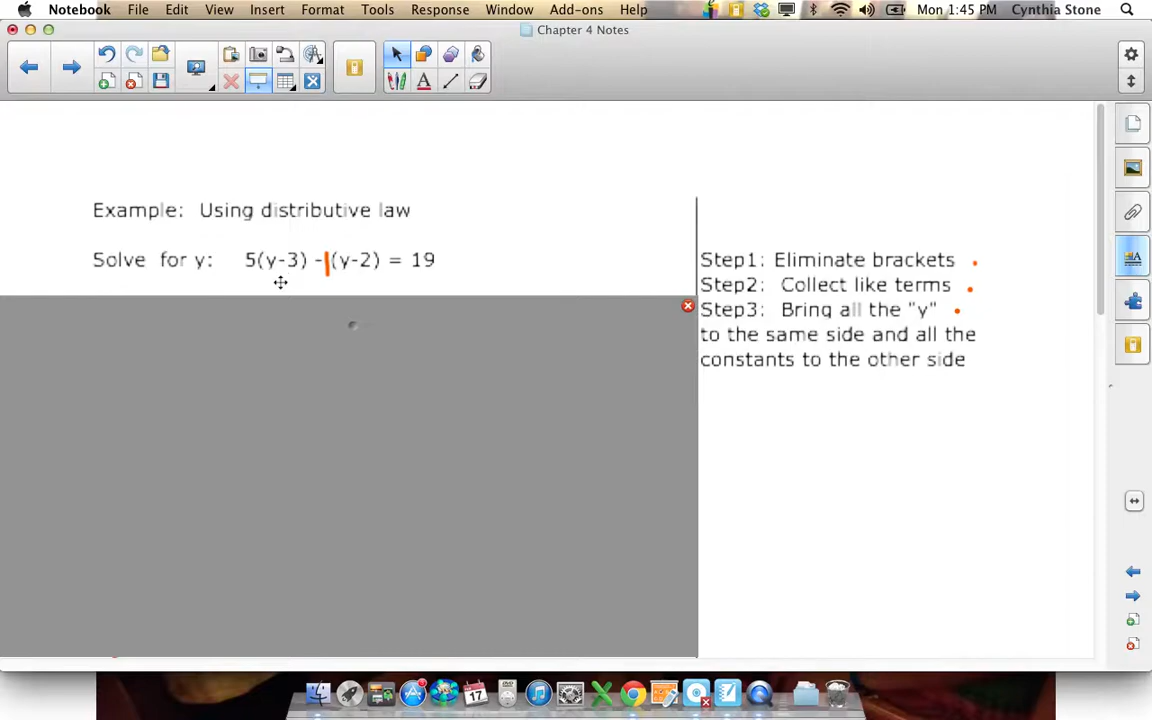 Notebook File Edit View Insert Format Tools Response Window Add-ons Help Mon 1:45 PM Cynthia Stone
Chapter 4 Notes
Example: Using distributive law
Solve for y: 5(y-3) -|(y-2) = 19
Step1: Eliminate brackets
Step2: Collect like terms
Step3: Bring all the "y"
to the same side and all the
constants to the other side